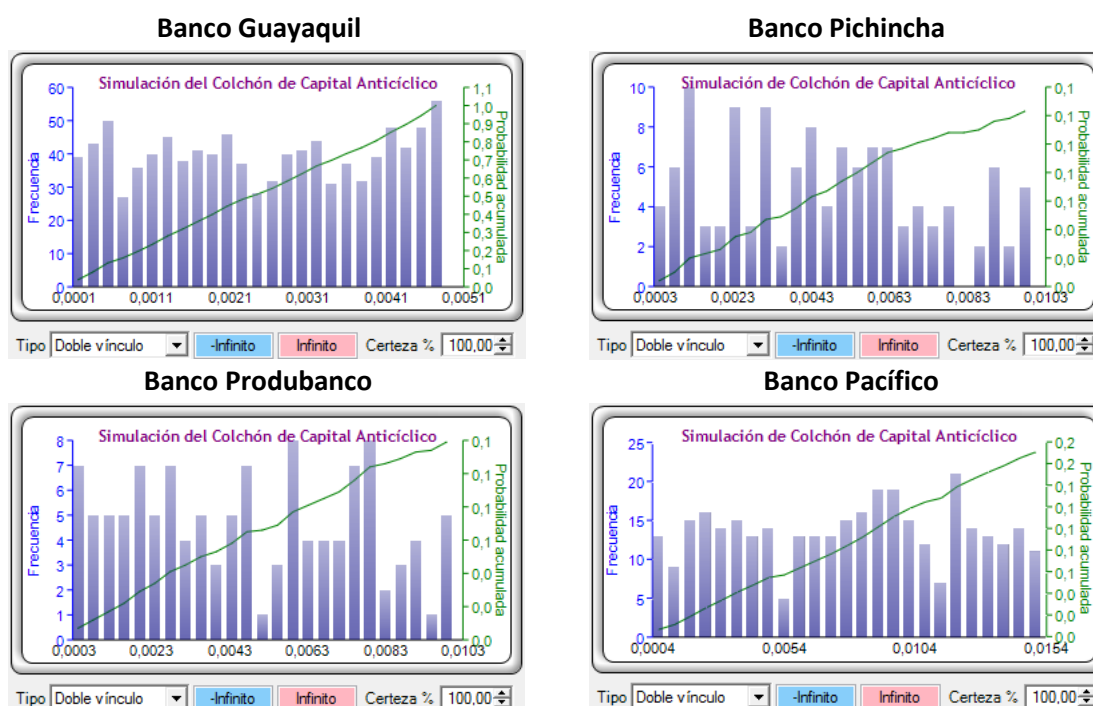 Banco Guayaquil
Simulación del Colchón de Capital Anticíclico
Frecuencia
60
50
40
30
20
10
0
1,1
1,0
0,9
0,8
0,7
0,6
0,5
0,4
0,3
0,2
0,1
0,0
Probabilidad acumulada
0,0001 0,0011 0,0021 0,0031 0,0041 0,0051
Tipo Doble vínculo -Infinito Infinito Certeza % 100,00
Banco Pichincha
Simulación de Colchón de Capital Anticíclico
Frecuencia
10
8
6
4
2
0
0,1
0,1
0,1
0,1
0,1
0,0
0,0
0,0
Probabilidad acumulada
0,0003 0,0023 0,0043 0,0063 0,0083 0,0103
Tipo Doble vínculo -Infinito Infinito Certeza % 100,00
Banco Produbanco
Simulación del Colchón de Capital Anticíclico
Frecuencia
8
7
6
5
4
3
2
1
0
0,1
0,1
0,1
0,1
0,0
0,0
0,0
Probabilidad acumulada
0,0003 0,0023 0,0043 0,0063 0,0083 0,0103
Tipo Doble vínculo -Infinito Infinito Certeza % 100,00
Banco Pacífico
Simulación de Colchón de Capital Anticíclico
Frecuencia
25
20
15
10
5
0
0,2
0,2
0,1
0,1
0,1
0,1
0,1
0,0
0,0
0,0
Probabilidad acumulada
0,0004 0,0054 0,0104 0,0154
Tipo Doble vínculo -Infinito Infinito Certeza % 100,00